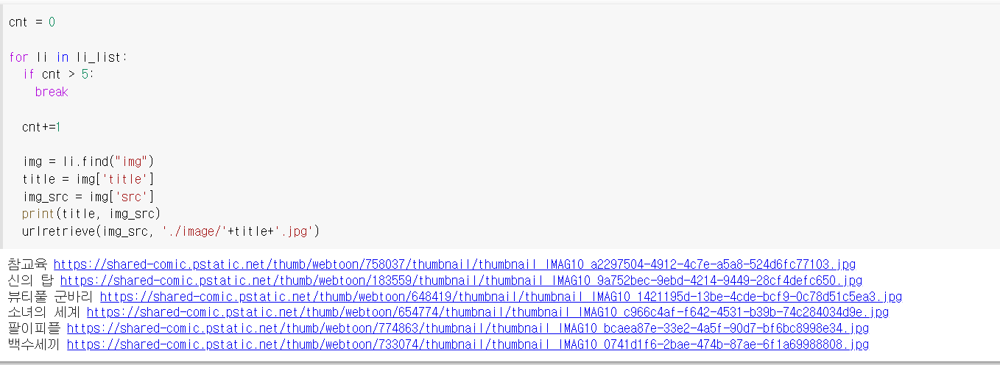 cnt = 0
for li in li_list:
if cnt > 5:
break
cnt+=1
img = li.find("img")
title = img['title']
img_src = img['src']
print(title, img_src)
urlretrieve(img_src, './image/'+title+'.jpg')
참교육 https://shared-comic.pstatic.net/thumb/webtoon/758037/thumbnail/thumbnail_IMAG10_a2297504-4912-4c7e-a5a8-524d6fc77103.jpg
신의 탑 https://shared-comic.pstatic.net/thumb/webtoon/183559/thumbnail/thumbnail_IMAG10_9a752bec-9ebd-4214-9449-28cf4defc650.jpg
뷰티풀 군바리 https://shared-comic.pstatic.net/thumb/webtoon/648419/thumbnail/thumbnail_IMAG10_1421195d-13be-4cde-bcf9-0c78d51c5ea3.jpg
소녀의 세계 https://shared-comic.pstatic.net/thumb/webtoon/654774/thumbnail/thumbnail_IMAG10_c966c4af-f642-4531-b39b-74c284034d9e.jpg
팔이피플 https://shared-comic.pstatic.net/thumb/webtoon/774863/thumbnail/thumbnail_IMAG10_bcaea87e-33e2-4a5f-90d7-bf6bc8998e34.jpg
백수세끼 https://shared-comic.pstatic.net/thumb/webtoon/733074/thumbnail/thumbnail_IMAG10_0741d1f6-2bae-474b-87ae-6f1a69988808.jpg